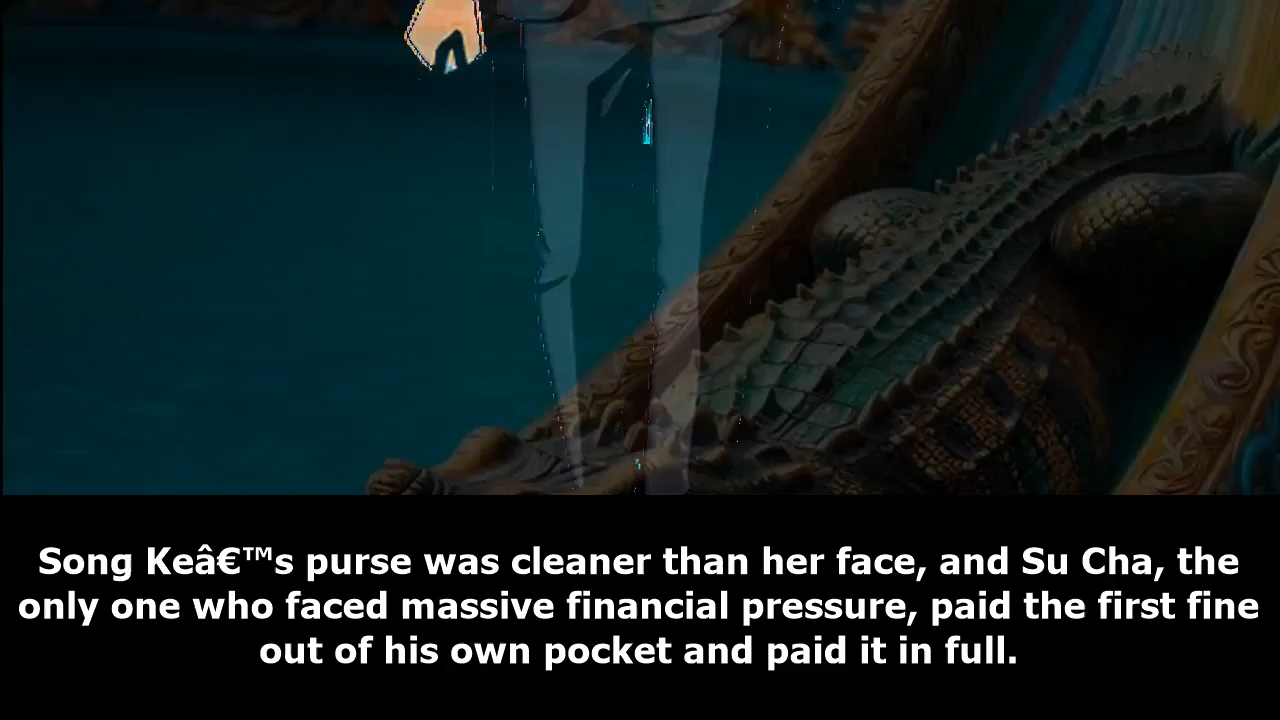 Song Keâ€™s purse was cleaner than her face, and Su Cha, the
only one who faced massive financial pressure, paid the first fine
out of his own pocket and paid it in full.